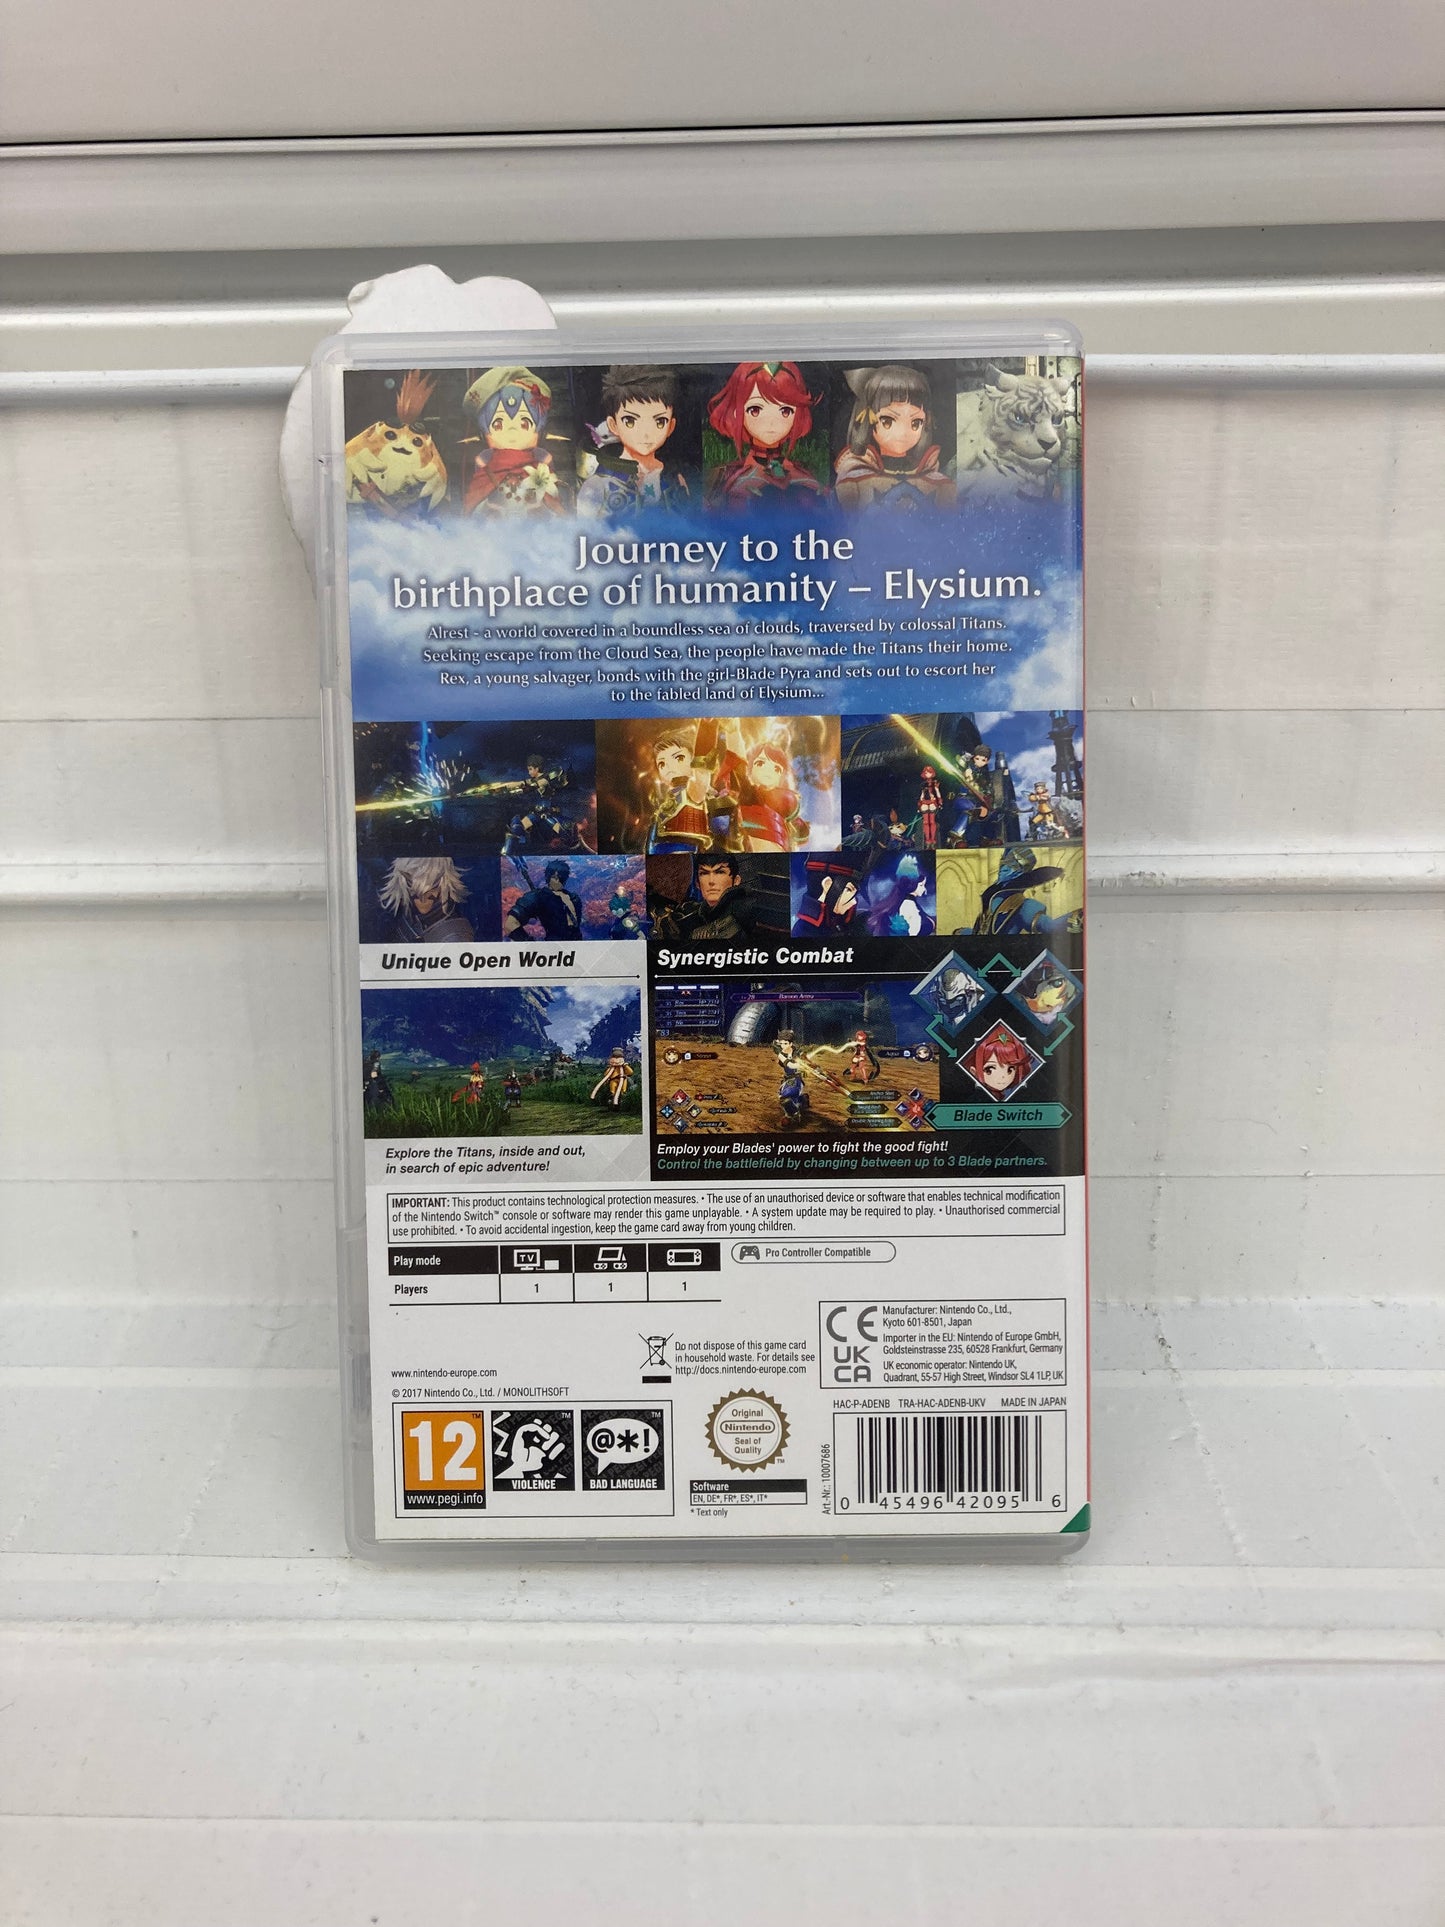 Journey to the
birthplace of humanity – Elysium.
Alrest - a world covered in a boundless sea of clouds, traversed by colossal Titans.
Seeking escape from the Cloud Sea, the people have made the Titans their home.
Rex, a young salvager, bonds with the girl-Blade Pyra and sets out to escort her
to the fabled land of Elysium...
Unique Open World
Synergistic Combat
Blade Switch
Explore the Titans, inside and out,
in search of epic adventure!
Employ your Blades' power to fight the good fight!
Control the battlefield by changing between up to 3 Blade partners.
IMPORTANT: This product contains technological protection measures. • The use of an unauthorised device or software that enables technical modification
of the Nintendo Switch™ console or software may render this game unplayable. • A system update may be required to play. • Unauthorised commercial
use prohibited. • To avoid accidental ingestion, keep the game card away from young children.
Play mode TV
Pro Controller Compatible
Players 1 1 1
Manufacturer: Nintendo Co., Ltd.,
Kyoto 601-8501, Japan
Importer in the EU: Nintendo of Europe GmbH,
Goldsteinstrasse 235, 60528 Frankfurt, Germany
UK economic operator: Nintendo UK,
Quadrant, 55-57 High Street, Windsor SL4 1LP, UK
CE
UK
CA
Do not dispose of this game card
in household waste. For details see
http://docs.nintendo-europe.com
www.nintendo-europe.com
© 2017 Nintendo Co., Ltd. / MONOLITHSOFT
HAC-P-ADENB TRA-HAC-ADENB-UKV MADE IN JAPAN
12
www.pegi.info
VIOLENCE
@*!
BAD LANGUAGE
Original
Nintendo
Seal of
Quality
Software
EN, DE*, FR*, ES*, IT*
* Text only
Art-Nr.: 10007686
0 45496 42095 6